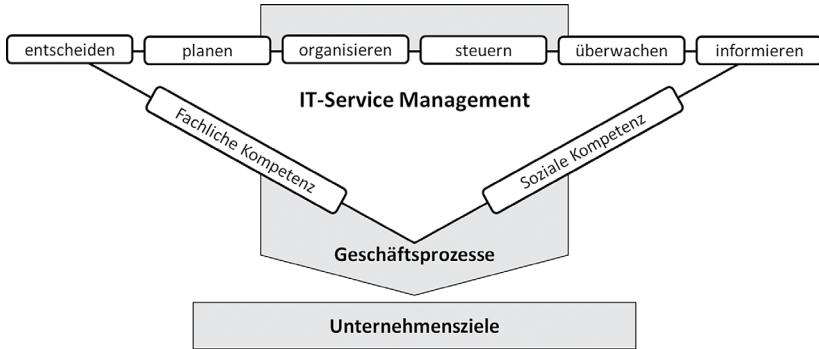 entscheiden planen organisieren steuern überwachen informieren
IT-Service Management
Fachliche Kompetenz
Soziale Kompetenz
Geschäftsprozesse
Unternehmensziele